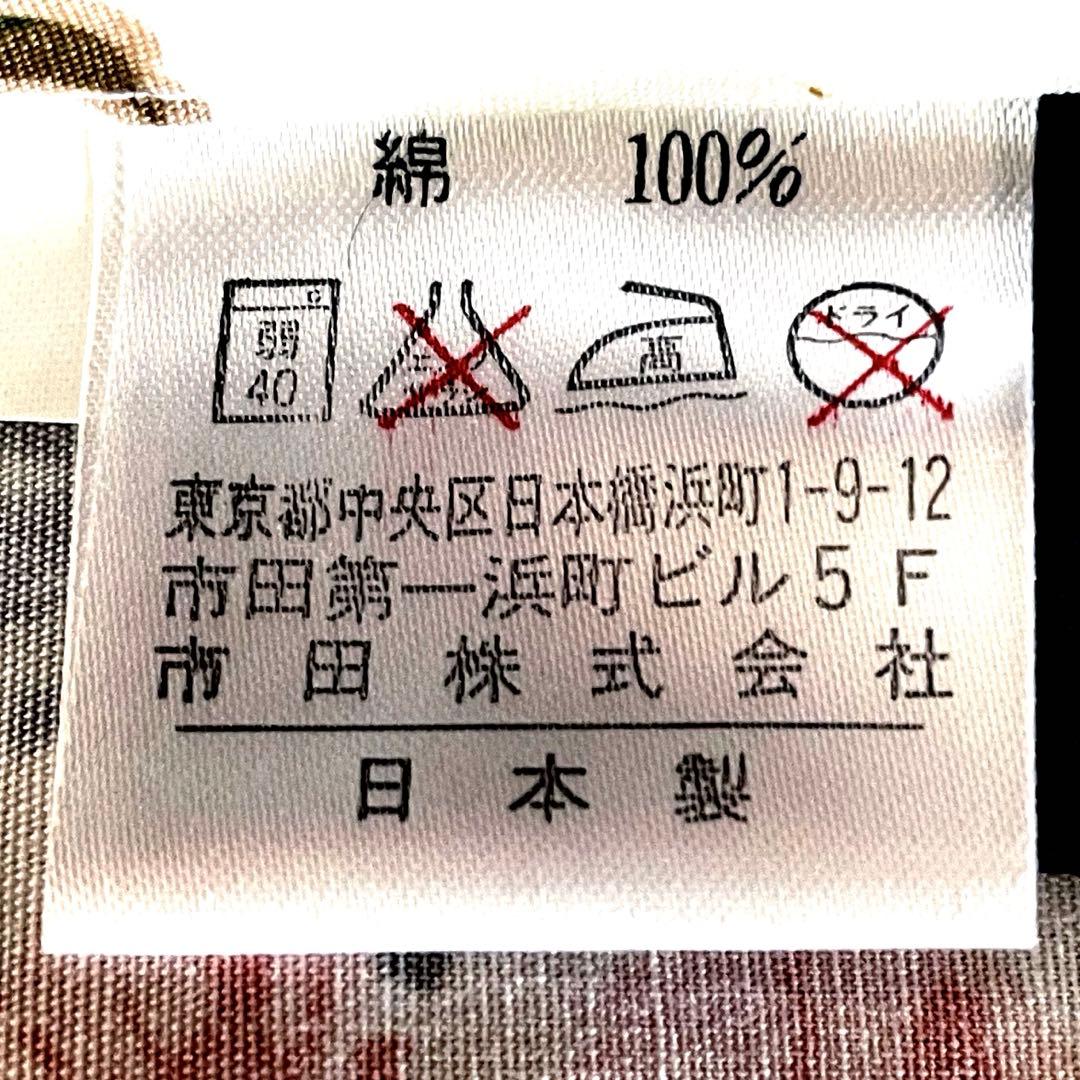 綿 100%
弱 40
高
ドライ
東京都中央区日本橋浜町1-9-12
市田第一浜町ビル5F
市田株式会社
日本製